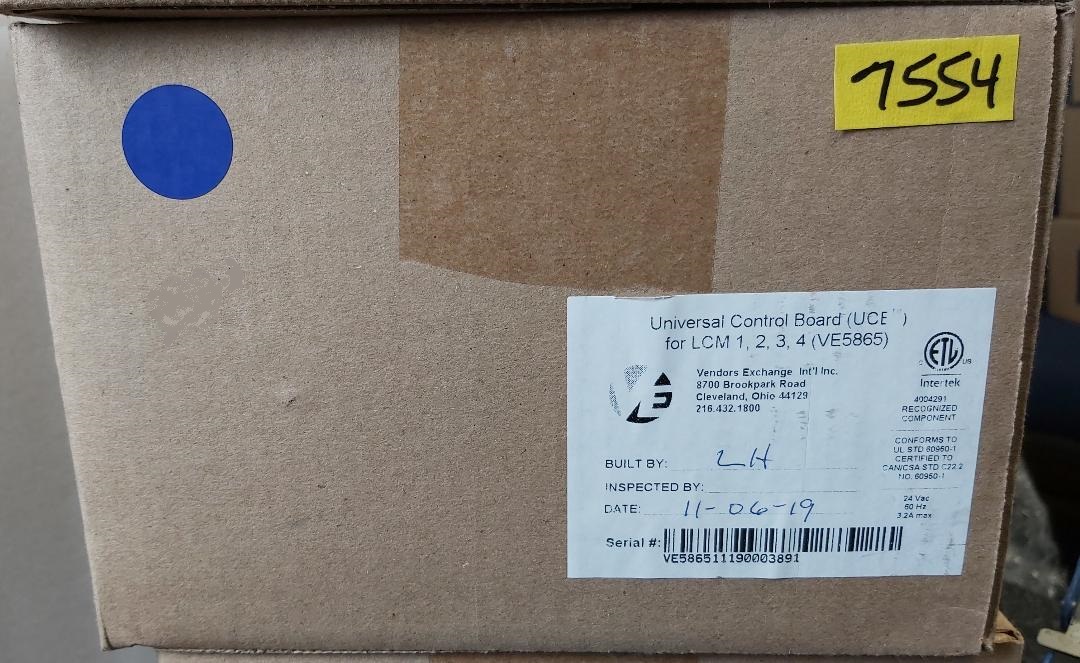 7554
Universal Control Board (UCE )
for LCM 1, 2, 3, 4 (VE5865)
Vendors Exchange Int'l Inc.
8700 Brookpark Road
Cleveland, Ohio 44129
216.432.1800
C ETL US
Intertek
4004291
RECOGNIZED
COMPONENT
CONFORMS TO
UL STD 60950-1
CERTIFIED TO
CAN/CSA STD C22.2
NO. 60950-1
24 Vac
60 Hz
3.2A max
BUILT BY: LH
INSPECTED BY:
DATE: 11-06-19
Serial #:
VE586511190003891